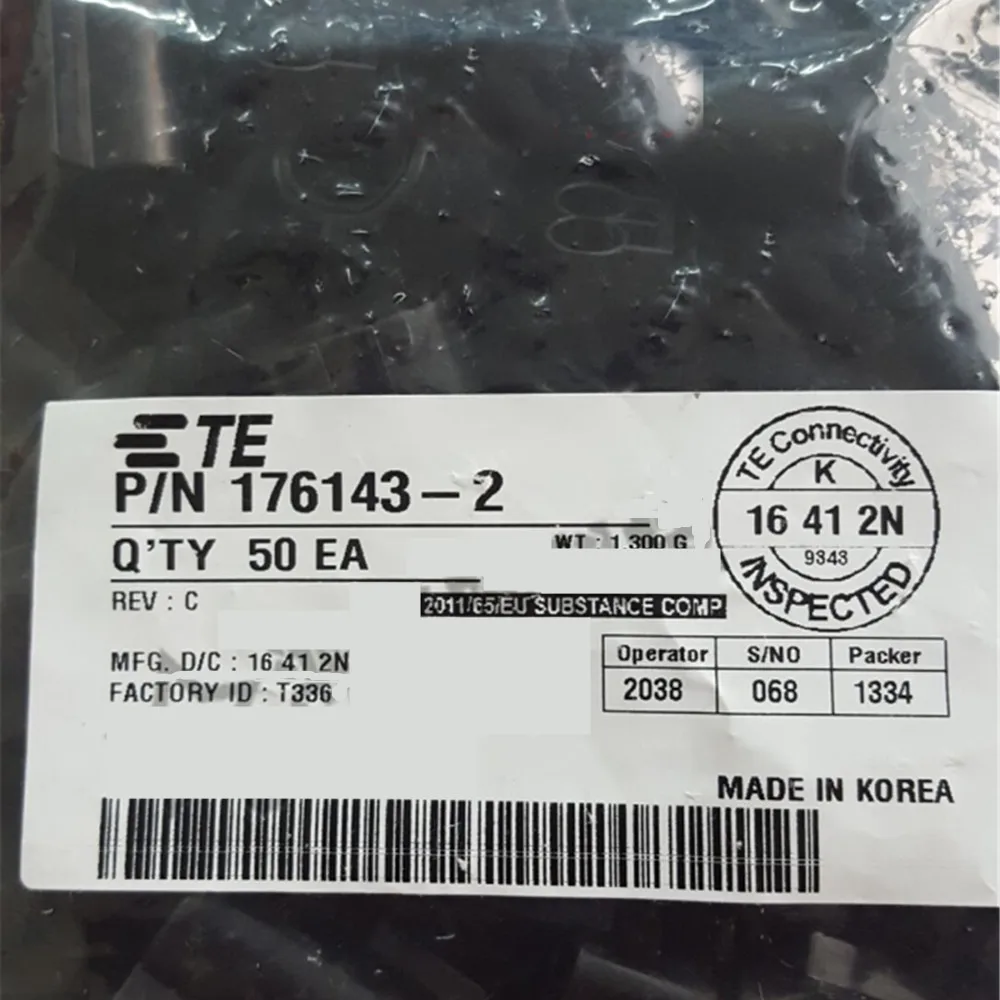 TE
P/N 176143-2
Q'TY 50 EA
WT : 1.300 G
REV : C
2011/65/EU SUBSTANCE COMP
MFG. D/C : 16 41 2N
FACTORY ID : T336
TE Connectivity
K
16 41 2N
9343
INSPECTED
Operator S/NO Packer
2038 068 1334
MADE IN KOREA